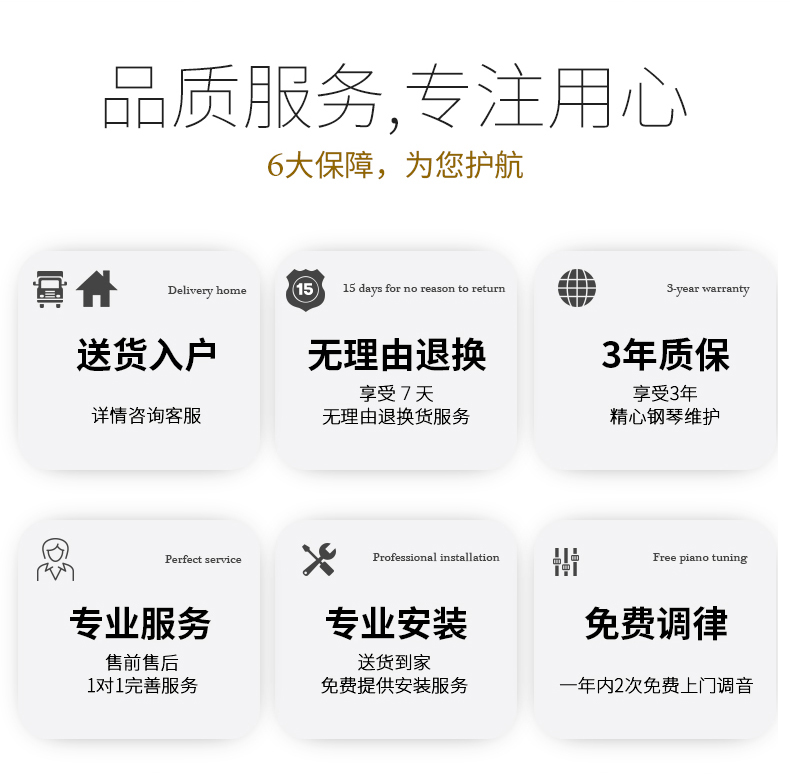 品质服务,专注用心
6大保障，为您护航
Delivery home
送货入户
详情咨询客服
15
15 days for no reason to return
无理由退换
享受 7 天
无理由退换货服务
3-year warranty
3年质保
享受3年
精心钢琴维护
Perfect service
专业服务
售前售后
1对1完善服务
Professional installation
专业安装
送货到家
免费提供安装服务
Free piano tuning
免费调律
一年内2次免费上门调音